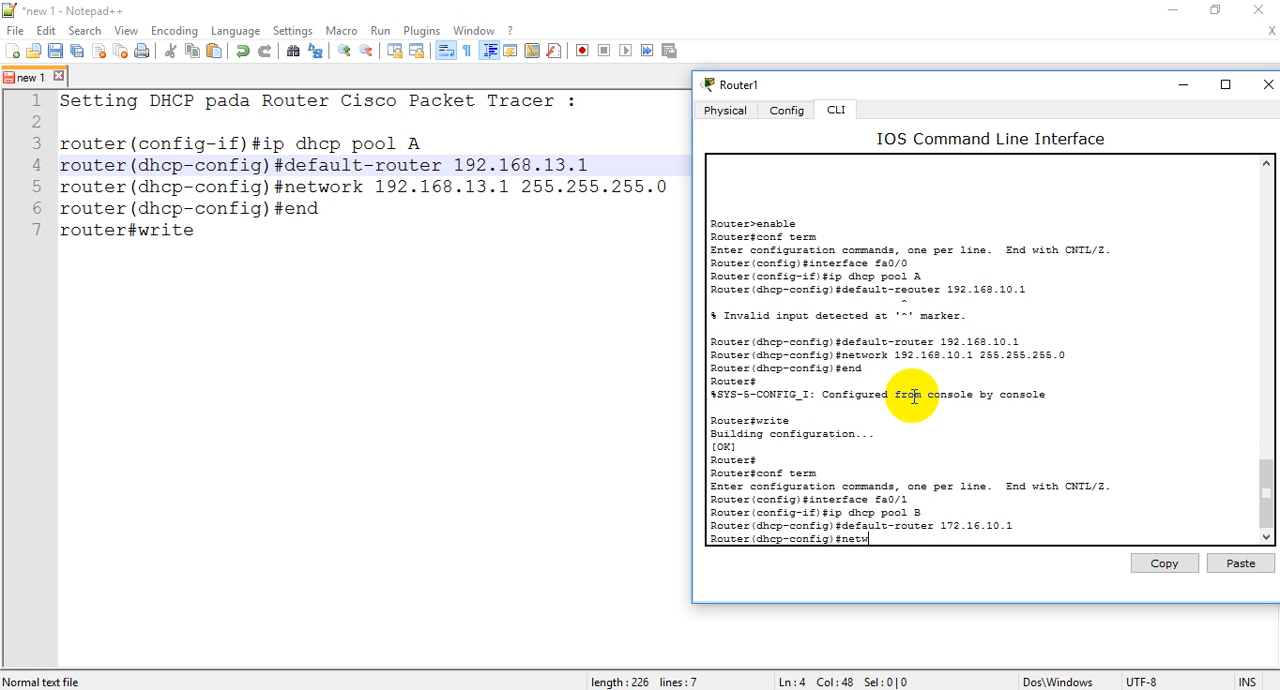 *new 1 - Notepad++
File Edit Search View Encoding Language Settings Macro Run Plugins Window ? X
new 1
1 Setting DHCP pada Router Cisco Packet Tracer :
2
3 router(config-if)#ip dhcp pool A
4 router(dhcp-config)#default-router 192.168.13.1
5 router(dhcp-config)#network 192.168.13.1 255.255.255.0
6 router(dhcp-config)#end
7 router#write
Router1
Physical Config CLI
IOS Command Line Interface
Router>enable
Router#conf term
Enter configuration commands, one per line. End with CNTL/Z.
Router(config)#interface fa0/0
Router(config-if)#ip dhcp pool A
Router(dhcp-config)#default-reouter 192.168.10.1
^
% Invalid input detected at '^' marker.
Router(dhcp-config)#default-router 192.168.10.1
Router(dhcp-config)#network 192.168.10.1 255.255.255.0
Router(dhcp-config)#end
Router#
%SYS-5-CONFIG_I: Configured from console by console
Router#write
Building configuration...
[OK]
Router#
Router#conf term
Enter configuration commands, one per line. End with CNTL/Z.
Router(config)#interface fa0/1
Router(config-if)#ip dhcp pool B
Router(dhcp-config)#default-router 172.16.10.1
Router(dhcp-config)#netw
Copy Paste
Normal text file length : 226 lines : 7 Ln : 4 Col : 48 Sel : 0 | 0 Dos\Windows UTF-8 INS